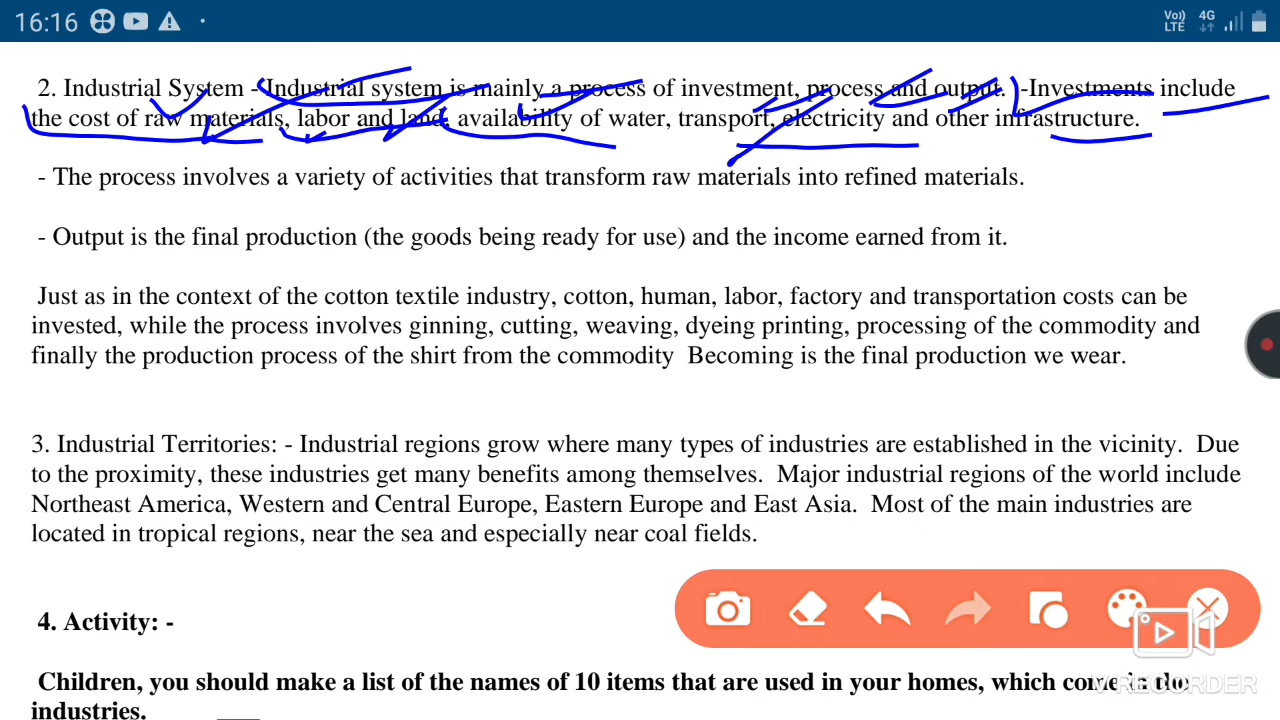 16:16
Vo) 4G
LTE
2. Industrial System - Industrial system is mainly a process of investment, process and output. -Investments include
the cost of raw materials, labor and land, availability of water, transport, electricity and other infrastructure.
- The process involves a variety of activities that transform raw materials into refined materials.
- Output is the final production (the goods being ready for use) and the income earned from it.
Just as in the context of the cotton textile industry, cotton, human, labor, factory and transportation costs can be
invested, while the process involves ginning, cutting, weaving, dyeing printing, processing of the commodity and
finally the production process of the shirt from the commodity Becoming is the final production we wear.
3. Industrial Territories: - Industrial regions grow where many types of industries are established in the vicinity. Due
to the proximity, these industries get many benefits among themselves. Major industrial regions of the world include
Northeast America, Western and Central Europe, Eastern Europe and East Asia. Most of the main industries are
located in tropical regions, near the sea and especially near coal fields.
4. Activity: -
Children, you should make a list of the names of 10 items that are used in your homes, which come in the
industries.
VRECORDER